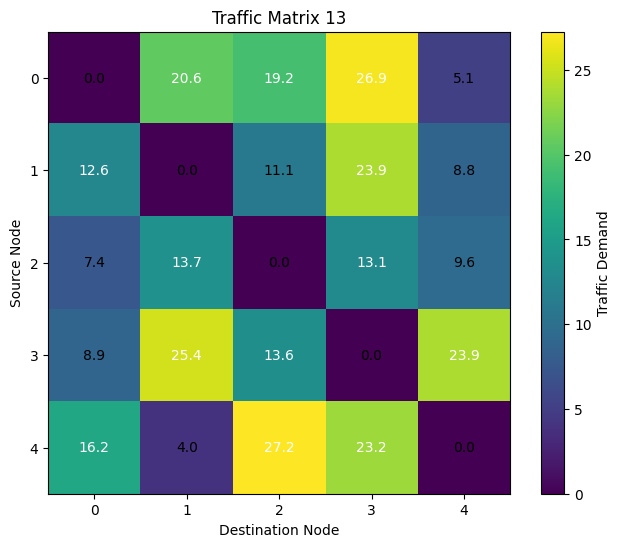 Traffic Matrix 13
0 0.0 20.6 19.2 26.9 5.1
1 12.6 0.0 11.1 23.9 8.8
2 7.4 13.7 0.0 13.1 9.6
3 8.9 25.4 13.6 0.0 23.9
4 16.2 4.0 27.2 23.2 0.0
0 1 2 3 4
Source Node
Destination Node
25
20
15
10
5
0
Traffic Demand